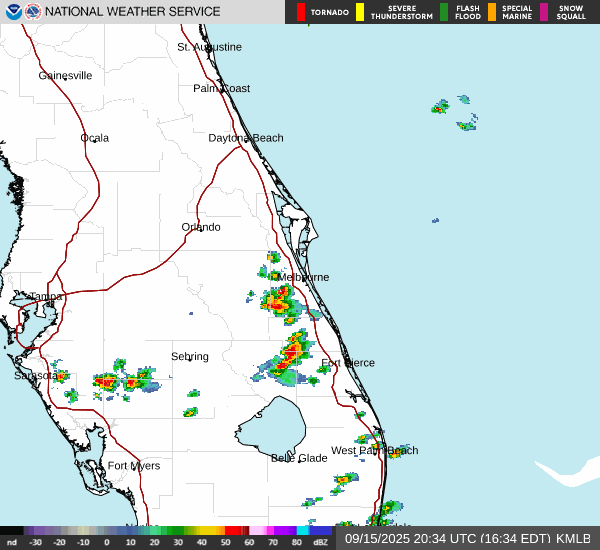 NATIONAL WEATHER SERVICE
TORNADO
SEVERE THUNDERSTORM
FLASH FLOOD
SPECIAL MARINE
SNOW SQUALL
St. Augustine
Gainesville
Palm Coast
Ocala
Daytona Beach
Orlando
Melbourne
Tampa
Sebring
Fort Pierce
Sarasota
West Palm Beach
Belle Glade
Fort Myers
nd -30 -20 -10 0 10 20 30 40 50 60 70 80 dBZ
09/15/2025 20:34 UTC (16:34 EDT) KMLB